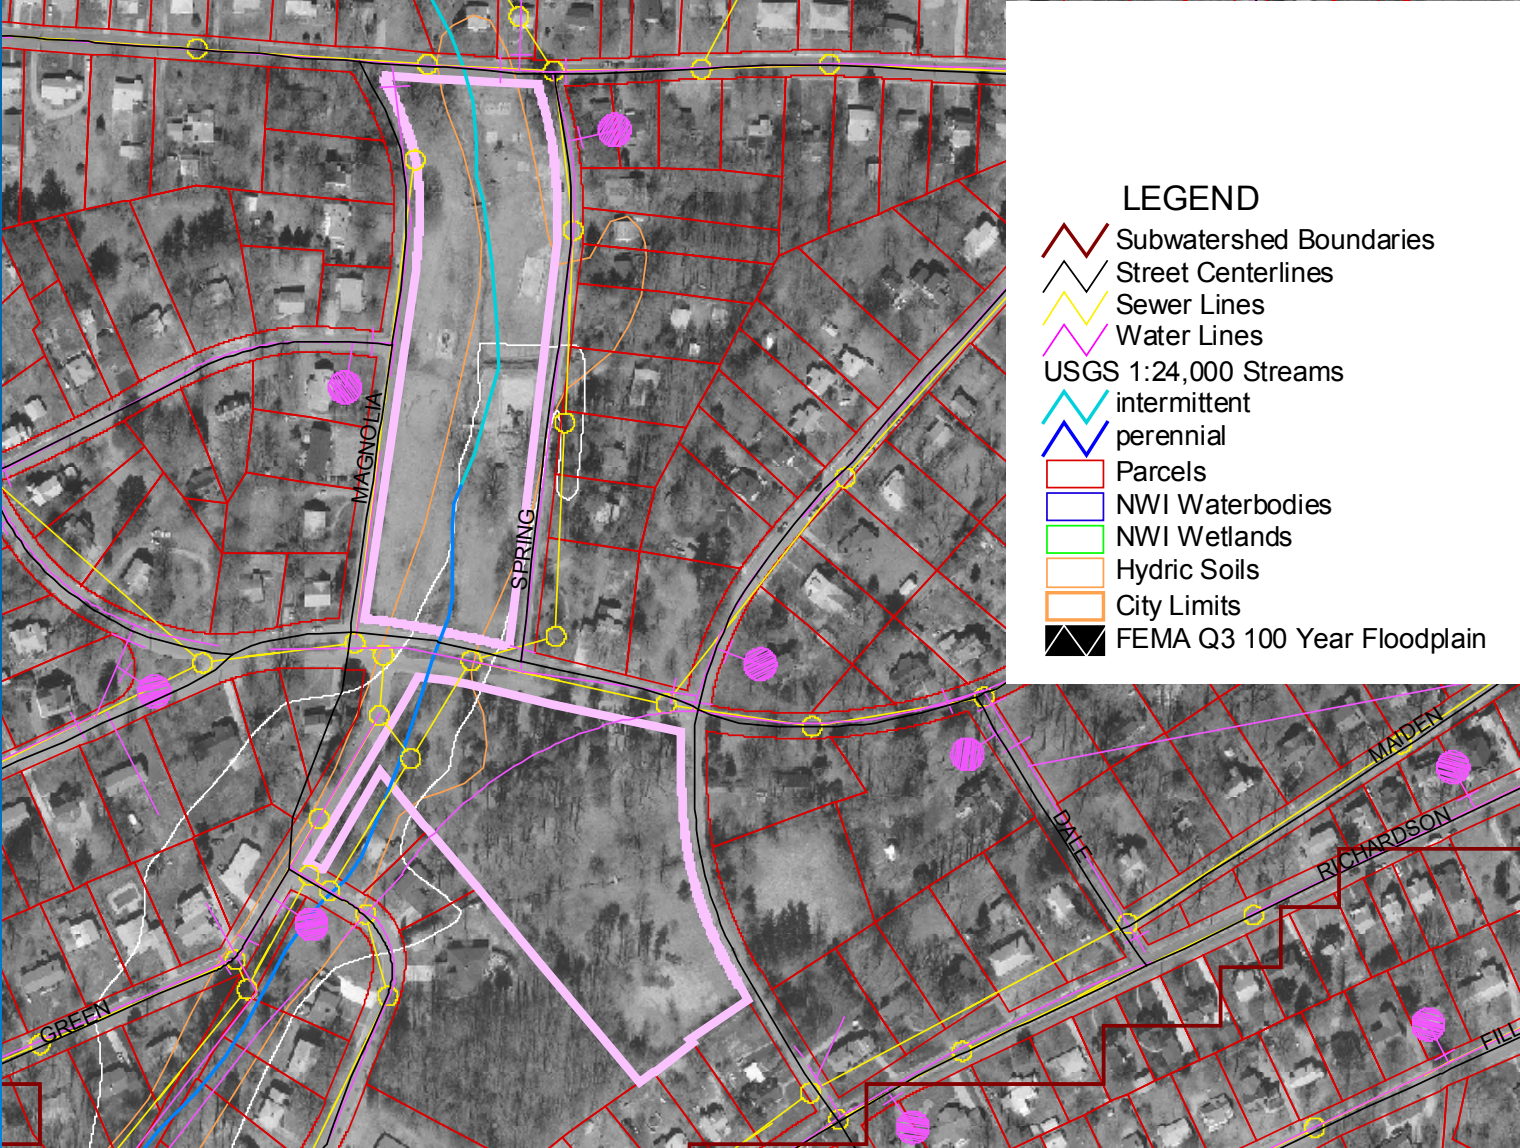 LEGEND
Subwatershed Boundaries
Street Centerlines
Sewer Lines
Water Lines
USGS 1:24,000 Streams
intermittent
perennial
Parcels
NWI Waterbodies
NWI Wetlands
Hydric Soils
City Limits
FEMA Q3 100 Year Floodplain
MAGNOLIA
SPRING
MAIDEN
DALE
RICHARDSON
GREEN
FILL